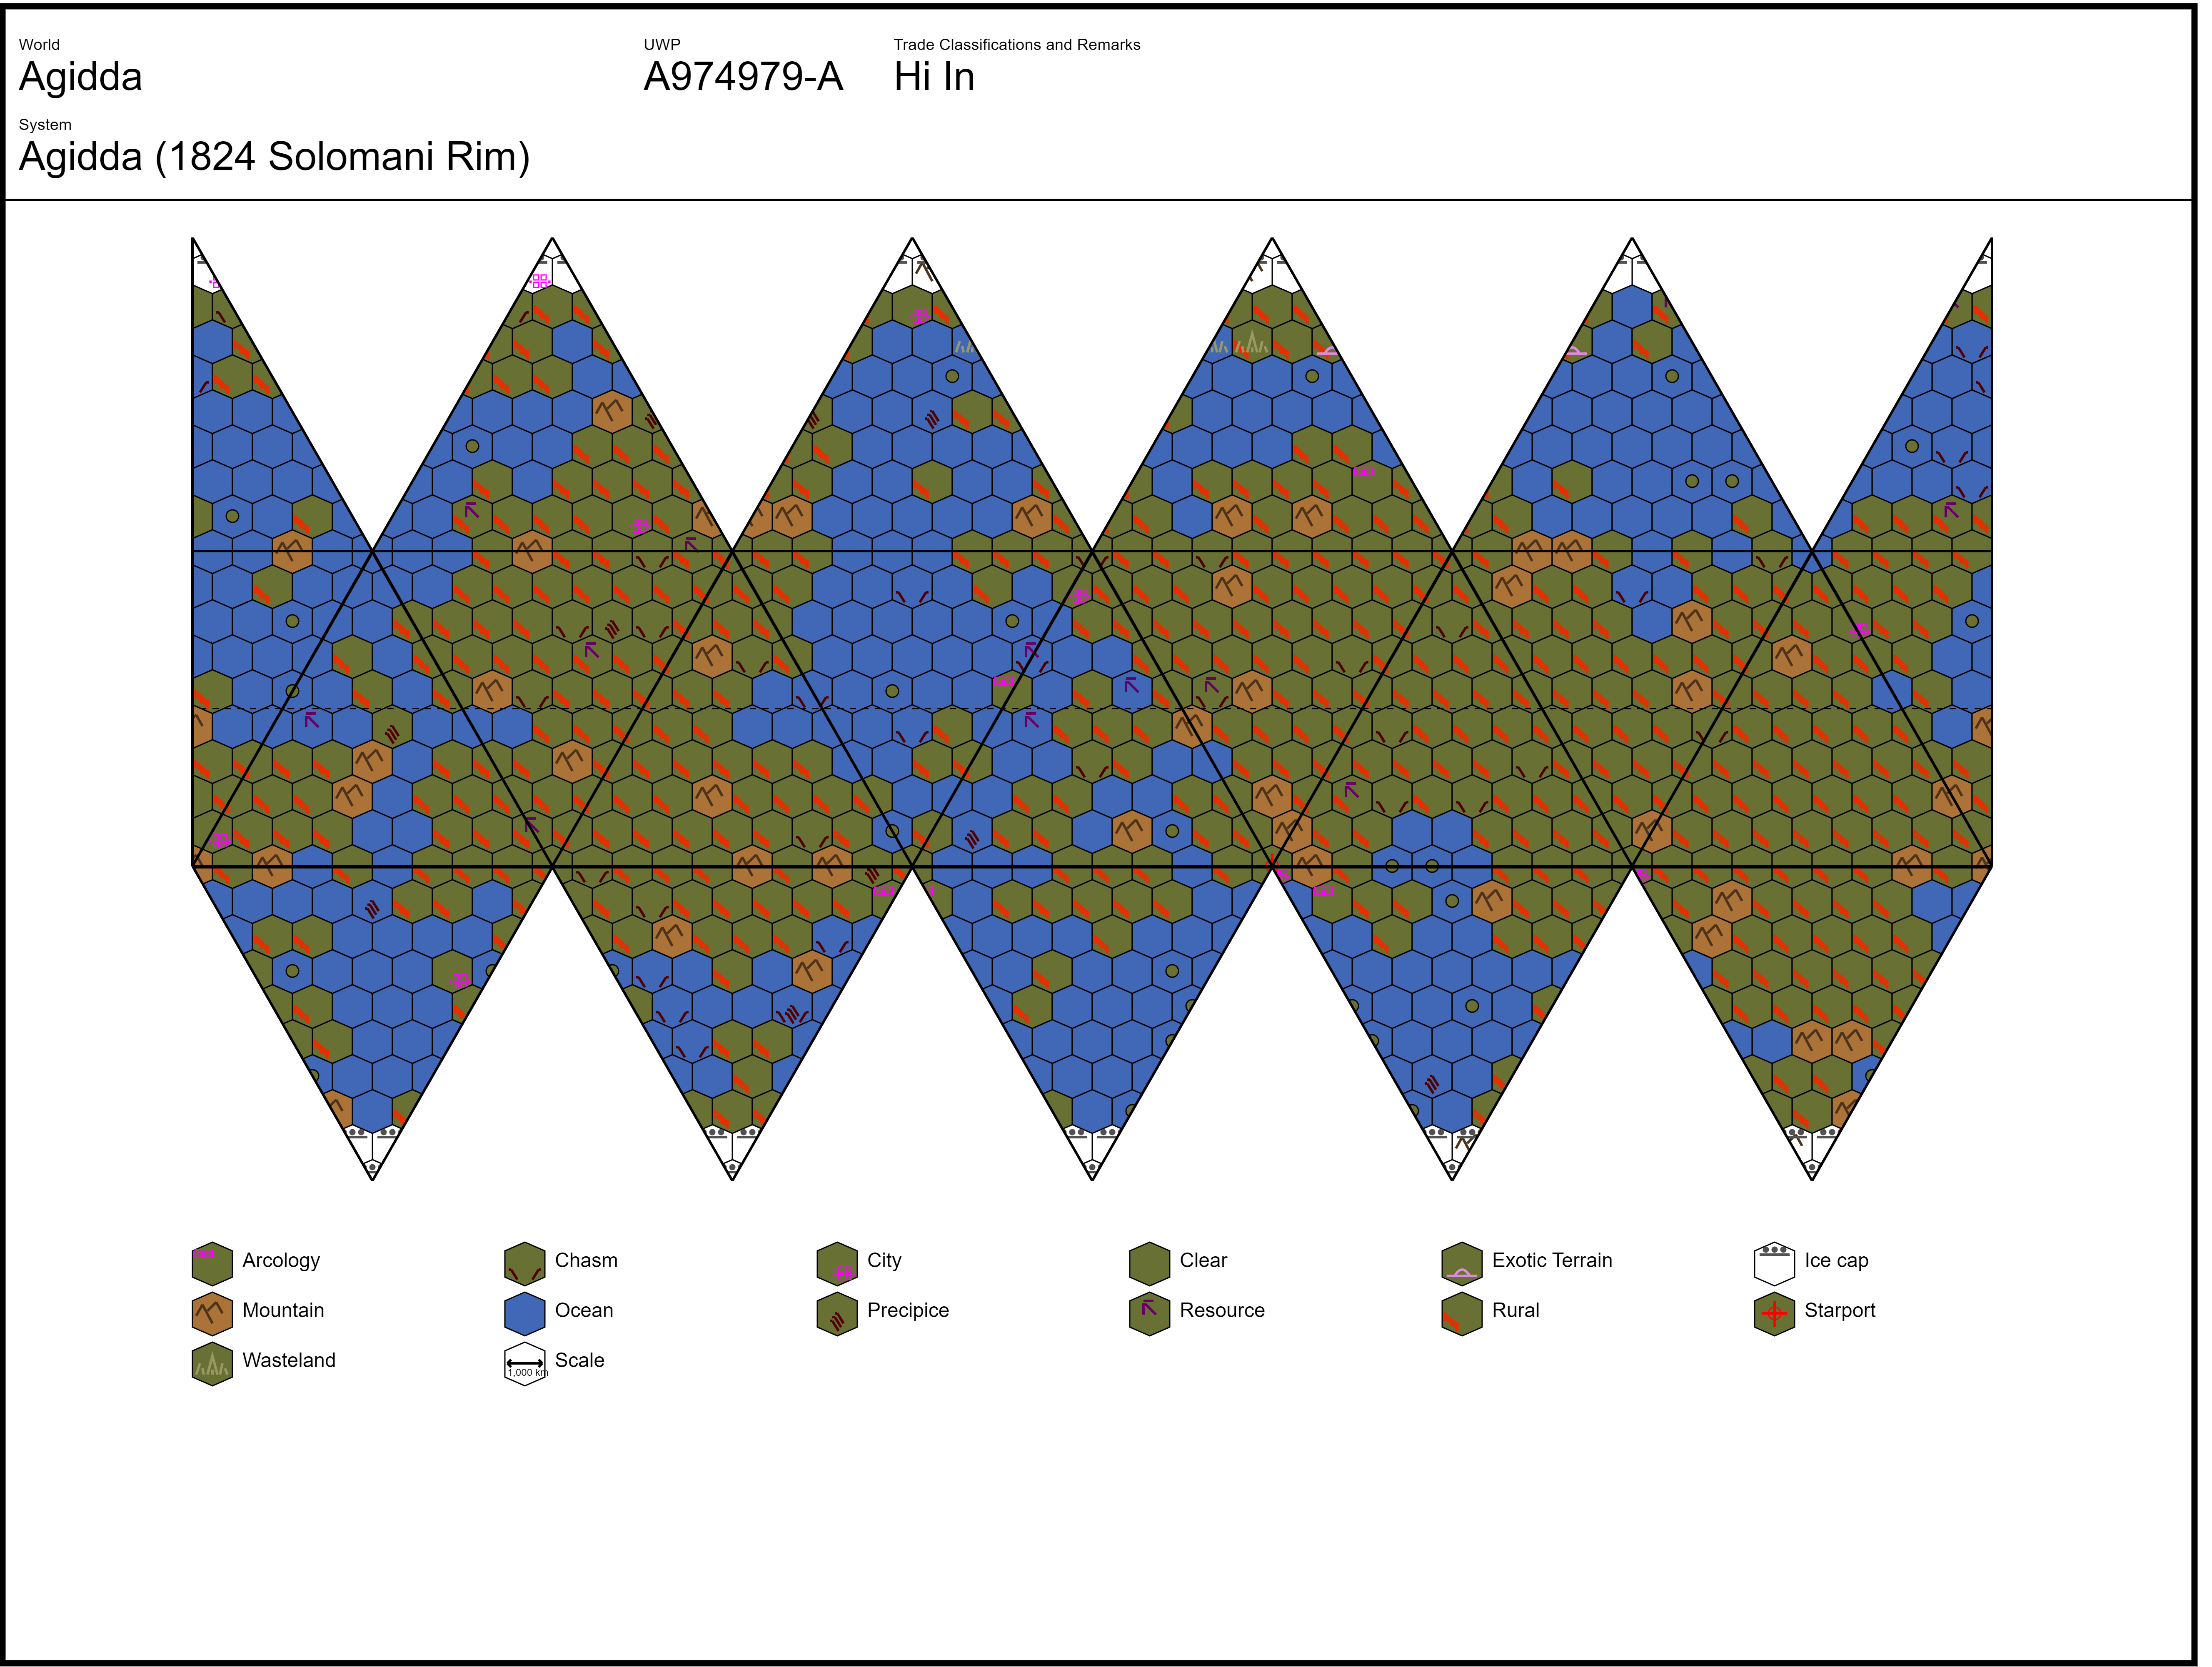 World
Agidda
UWP
A974979-A
Trade Classifications and Remarks
Hi In
System
Agidda (1824 Solomani Rim)
Arcology
Chasm
City
Clear
Exotic Terrain
Ice cap
Mountain
Ocean
Precipice
Resource
Rural
Starport
Wasteland
1,000 km
Scale